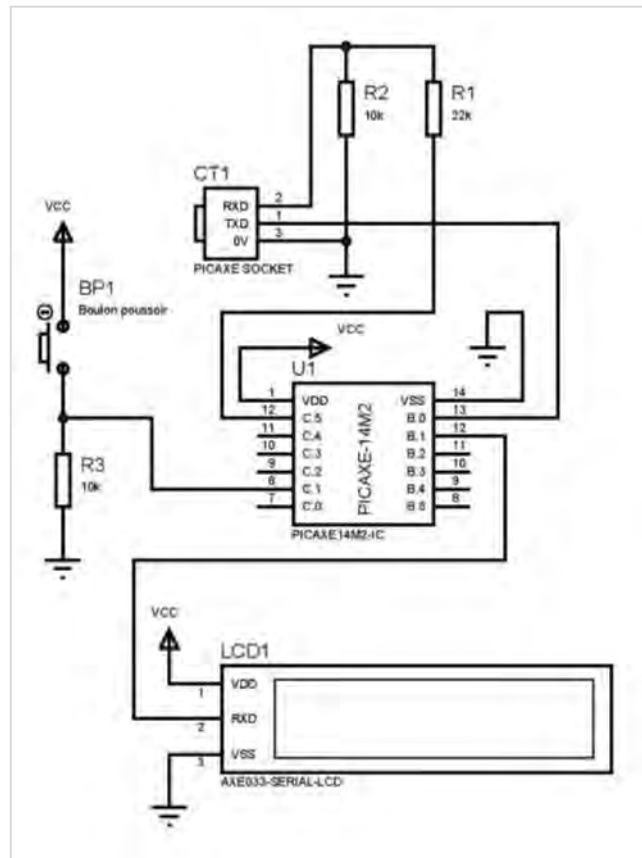 R2
10k
R1
22k
CT1
RXD 2
TXD 1
0V 3
PICAXE SOCKET
VCC
BP1
Bouton poussoir
VCC
U1
1 VDD VSS 14
12 C.5 B.0 13
11 C.4 B.1 12
10 C.3 B.2 11
9 C.2 B.3 10
C.1 B.4 9
7 C.0 B.5 8
PICAXE-14M2
PICAXE14M2-IC
R3
10k
VCC
LCD1
1 VDD
2 RXD
3 VSS
AXE033-SERIAL-LCD